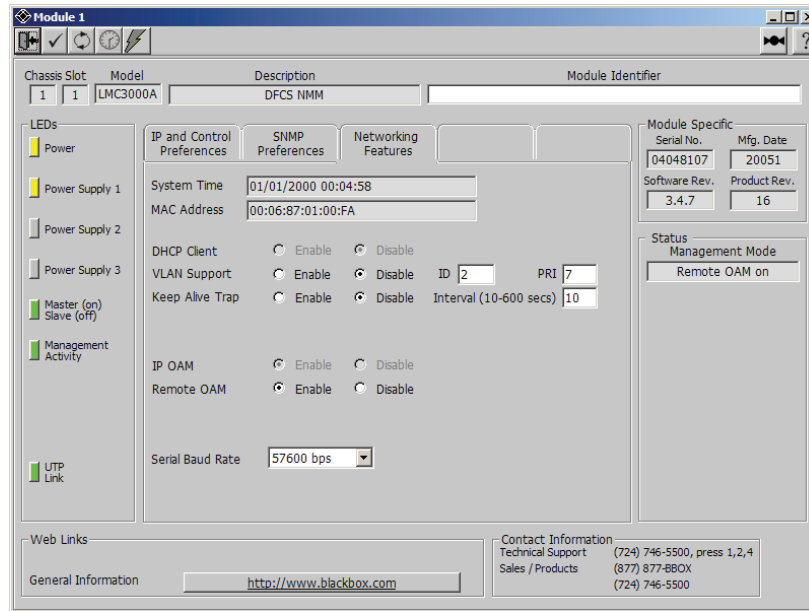 Module 1
Chassis Slot Model Description Module Identifier
1 1 LMC3000A DFCS NMM
LEDs
Power
Power Supply 1
Power Supply 2
Power Supply 3
Master (on)
Slave (off)
Management
Activity
UTP
Link
IP and Control
Preferences
SNMP
Preferences
Networking
Features
System Time 01/01/2000 00:04:58
MAC Address 00:06:87:01:00:FA
DHCP Client Enable Disable
VLAN Support Enable Disable ID 2 PRI 7
Keep Alive Trap Enable Disable Interval (10-600 secs) 10
IP OAM Enable Disable
Remote OAM Enable Disable
Serial Baud Rate 57600 bps
Module Specific
Serial No. Mfg. Date
04048107 20051
Software Rev. Product Rev.
3.4.7 16
Status
Management Mode
Remote OAM on
Web Links
General Information http://www.blackbox.com
Contact Information
Technical Support (724) 746-5500, press 1,2,4
Sales / Products (877) 877-BBOX
(724) 746-5500